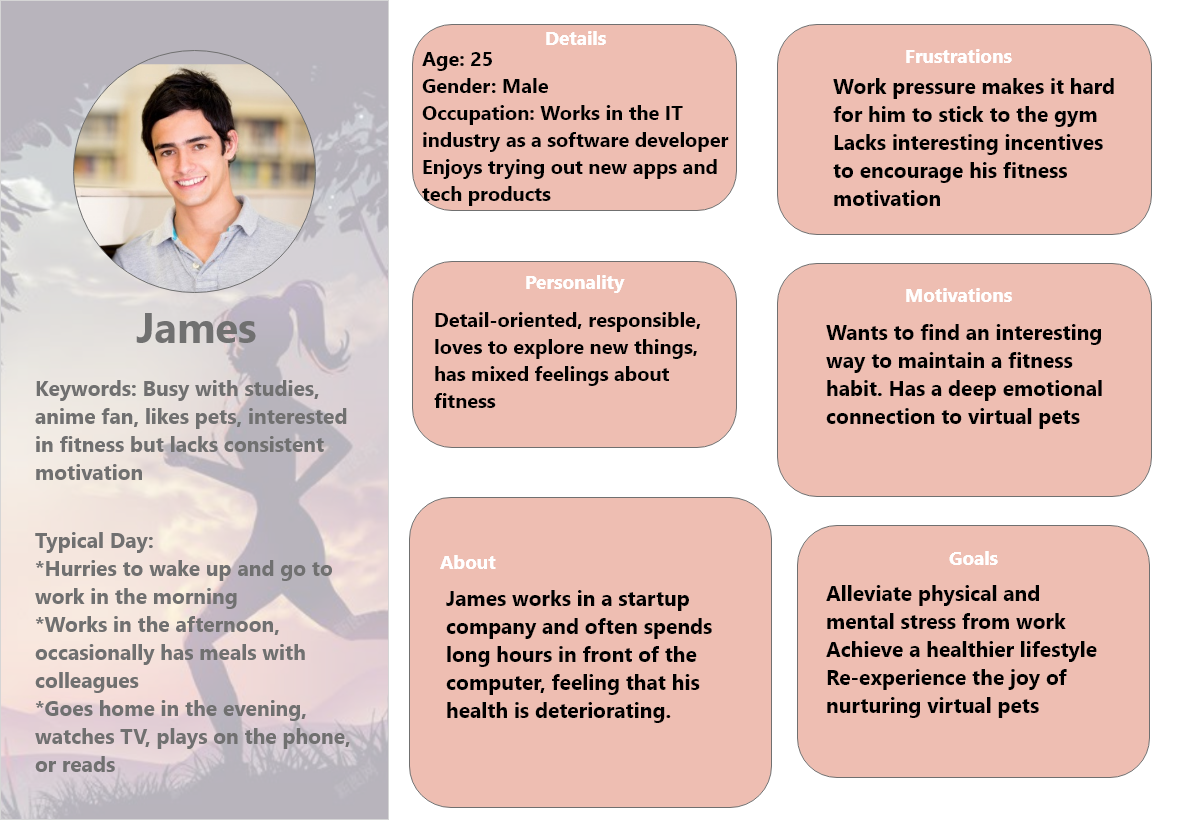 James
Keywords: Busy with studies,
anime fan, likes pets, interested
in fitness but lacks consistent
motivation
Typical Day:
*Hurries to wake up and go to
work in the morning
*Works in the afternoon,
occasionally has meals with
colleagues
*Goes home in the evening,
watches TV, plays on the phone,
or reads
Details
Age: 25
Gender: Male
Occupation: Works in the IT
industry as a software developer
Enjoys trying out new apps and
tech products
Frustrations
Work pressure makes it hard
for him to stick to the gym
Lacks interesting incentives
to encourage his fitness
motivation
Personality
Detail-oriented, responsible,
loves to explore new things,
has mixed feelings about
fitness
Motivations
Wants to find an interesting
way to maintain a fitness
habit. Has a deep emotional
connection to virtual pets
About
James works in a startup
company and often spends
long hours in front of the
computer, feeling that his
health is deteriorating.
Goals
Alleviate physical and
mental stress from work
Achieve a healthier lifestyle
Re-experience the joy of
nurturing virtual pets